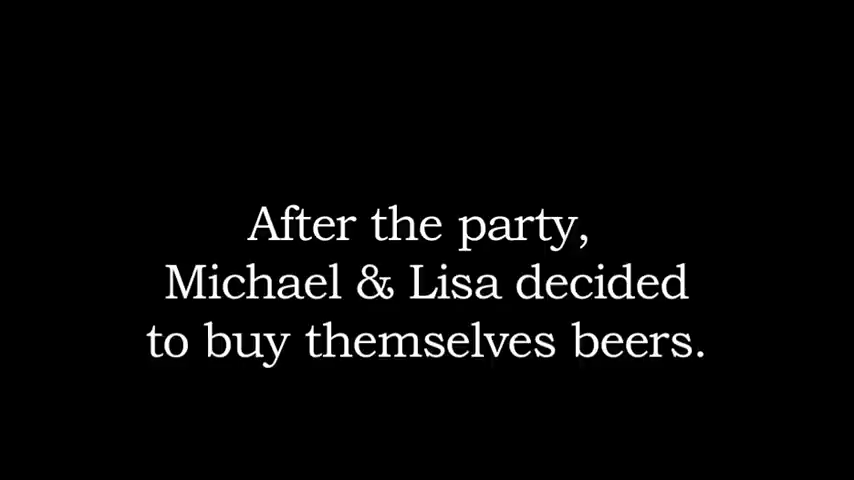 After the party,
Michael & Lisa decided
to buy themselves beers.